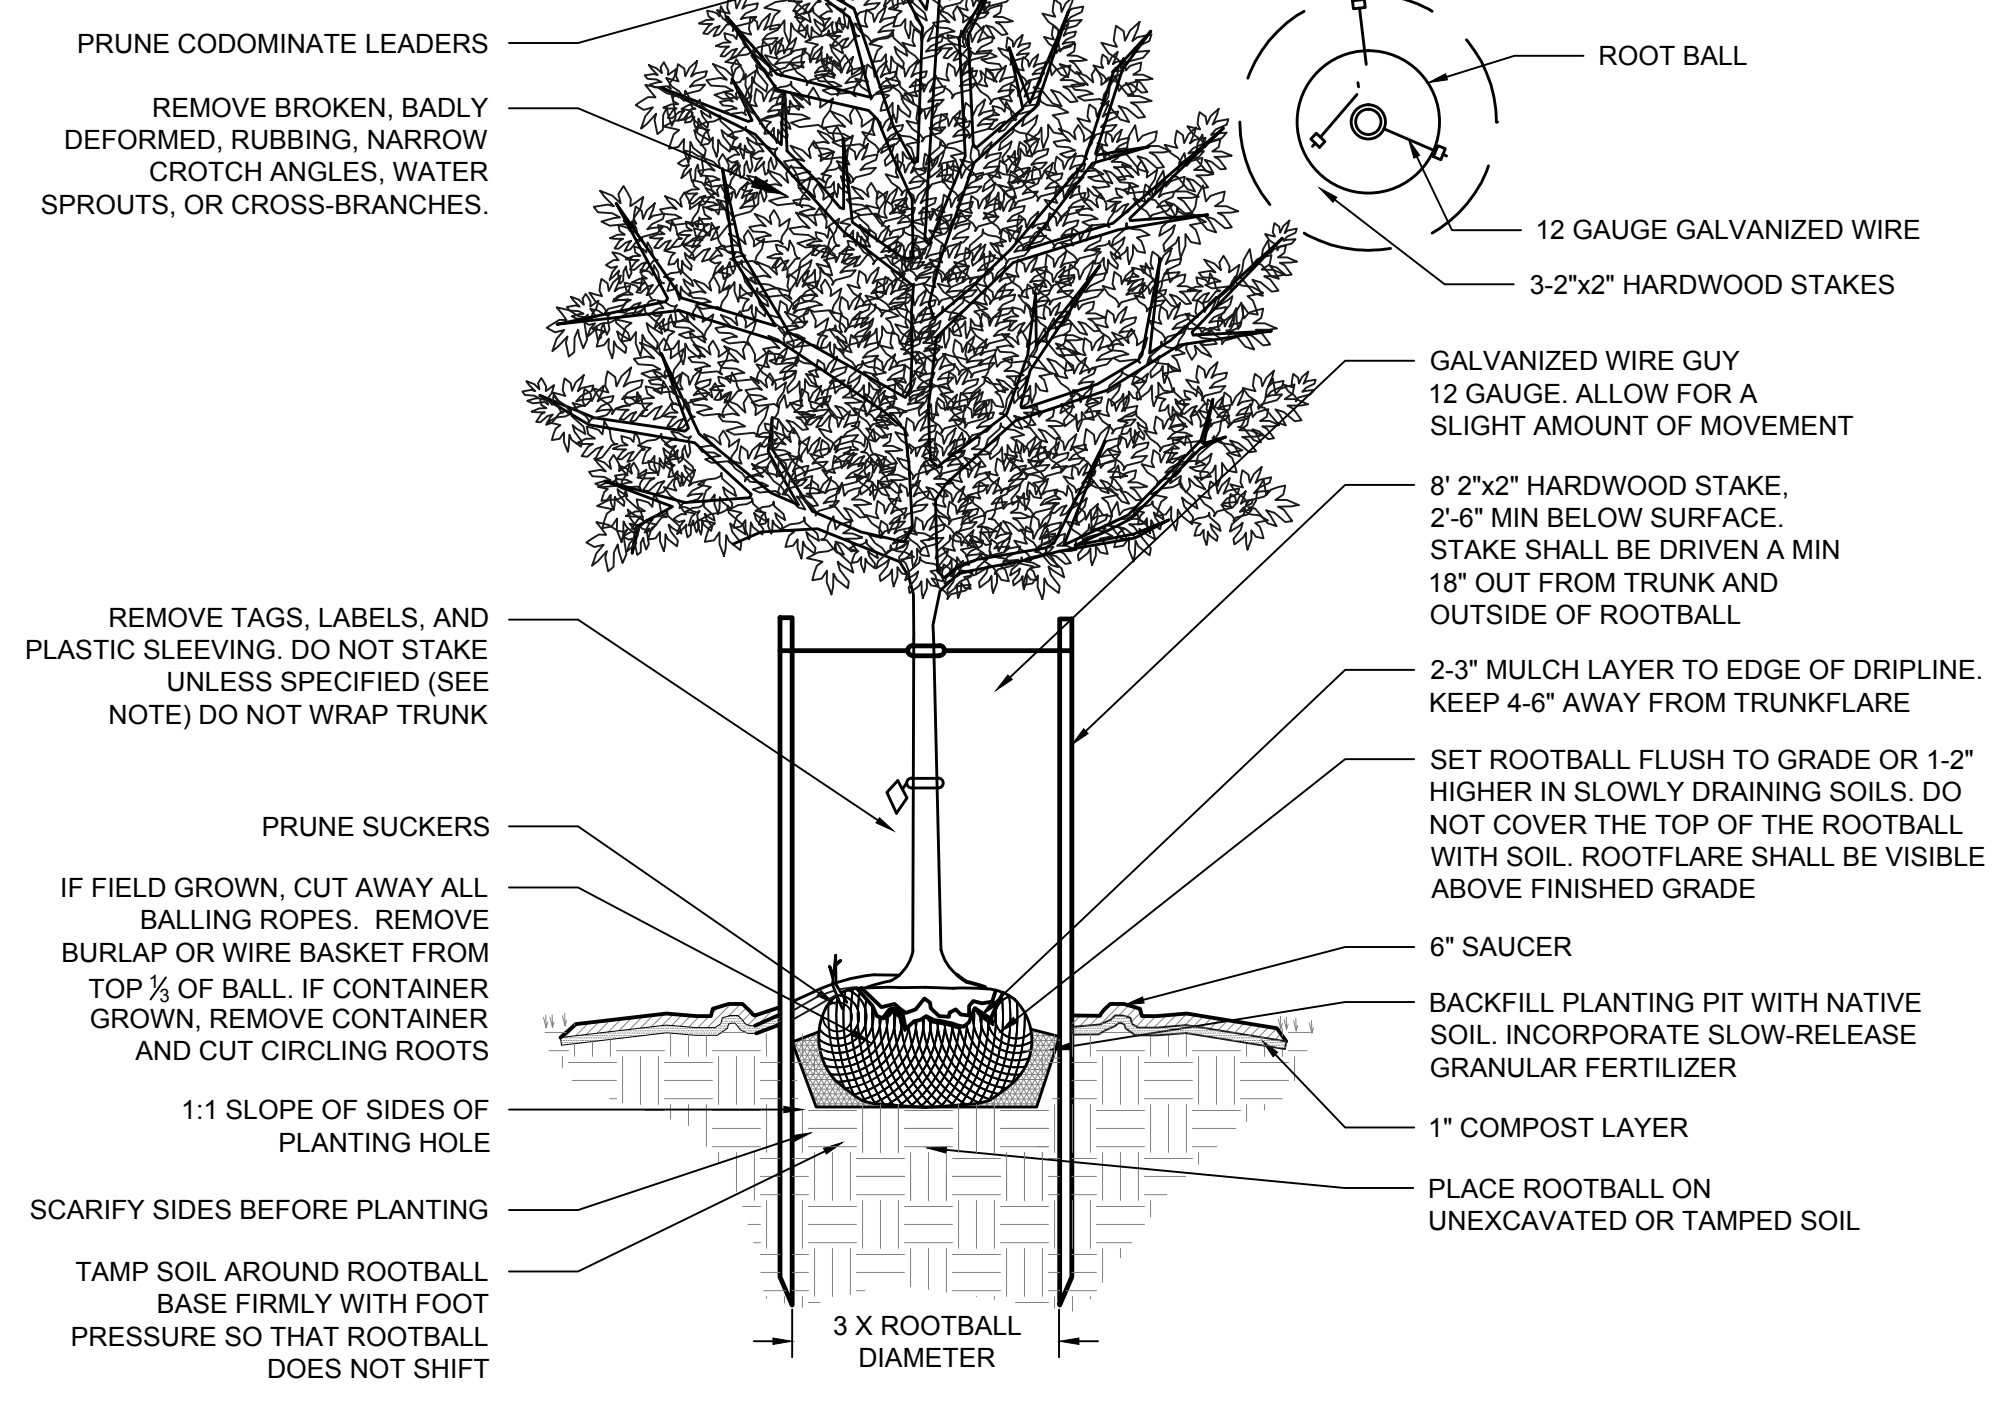 PRUNE CODOMINATE LEADERS
REMOVE BROKEN, BADLY
DEFORMED, RUBBING, NARROW
CROTCH ANGLES, WATER
SPROUTS, OR CROSS-BRANCHES.
REMOVE TAGS, LABELS, AND
PLASTIC SLEEVING. DO NOT STAKE
UNLESS SPECIFIED (SEE
NOTE) DO NOT WRAP TRUNK
PRUNE SUCKERS
IF FIELD GROWN, CUT AWAY ALL
BALLING ROPES. REMOVE
BURLAP OR WIRE BASKET FROM
TOP ⅓ OF BALL. IF CONTAINER
GROWN, REMOVE CONTAINER
AND CUT CIRCLING ROOTS
1:1 SLOPE OF SIDES OF
PLANTING HOLE
SCARIFY SIDES BEFORE PLANTING
TAMP SOIL AROUND ROOTBALL
BASE FIRMLY WITH FOOT
PRESSURE SO THAT ROOTBALL
DOES NOT SHIFT
3 X ROOTBALL
DIAMETER
ROOT BALL
12 GAUGE GALVANIZED WIRE
3-2"x2" HARDWOOD STAKES
GALVANIZED WIRE GUY
12 GAUGE. ALLOW FOR A
SLIGHT AMOUNT OF MOVEMENT
8' 2"x2" HARDWOOD STAKE,
2'-6" MIN BELOW SURFACE.
STAKE SHALL BE DRIVEN A MIN
18" OUT FROM TRUNK AND
OUTSIDE OF ROOTBALL
2-3" MULCH LAYER TO EDGE OF DRIPLINE.
KEEP 4-6" AWAY FROM TRUNKFLARE
SET ROOTBALL FLUSH TO GRADE OR 1-2"
HIGHER IN SLOWLY DRAINING SOILS. DO
NOT COVER THE TOP OF THE ROOTBALL
WITH SOIL. ROOTFLARE SHALL BE VISIBLE
ABOVE FINISHED GRADE
6" SAUCER
BACKFILL PLANTING PIT WITH NATIVE
SOIL. INCORPORATE SLOW-RELEASE
GRANULAR FERTILIZER
1" COMPOST LAYER
PLACE ROOTBALL ON
UNEXCAVATED OR TAMPED SOIL